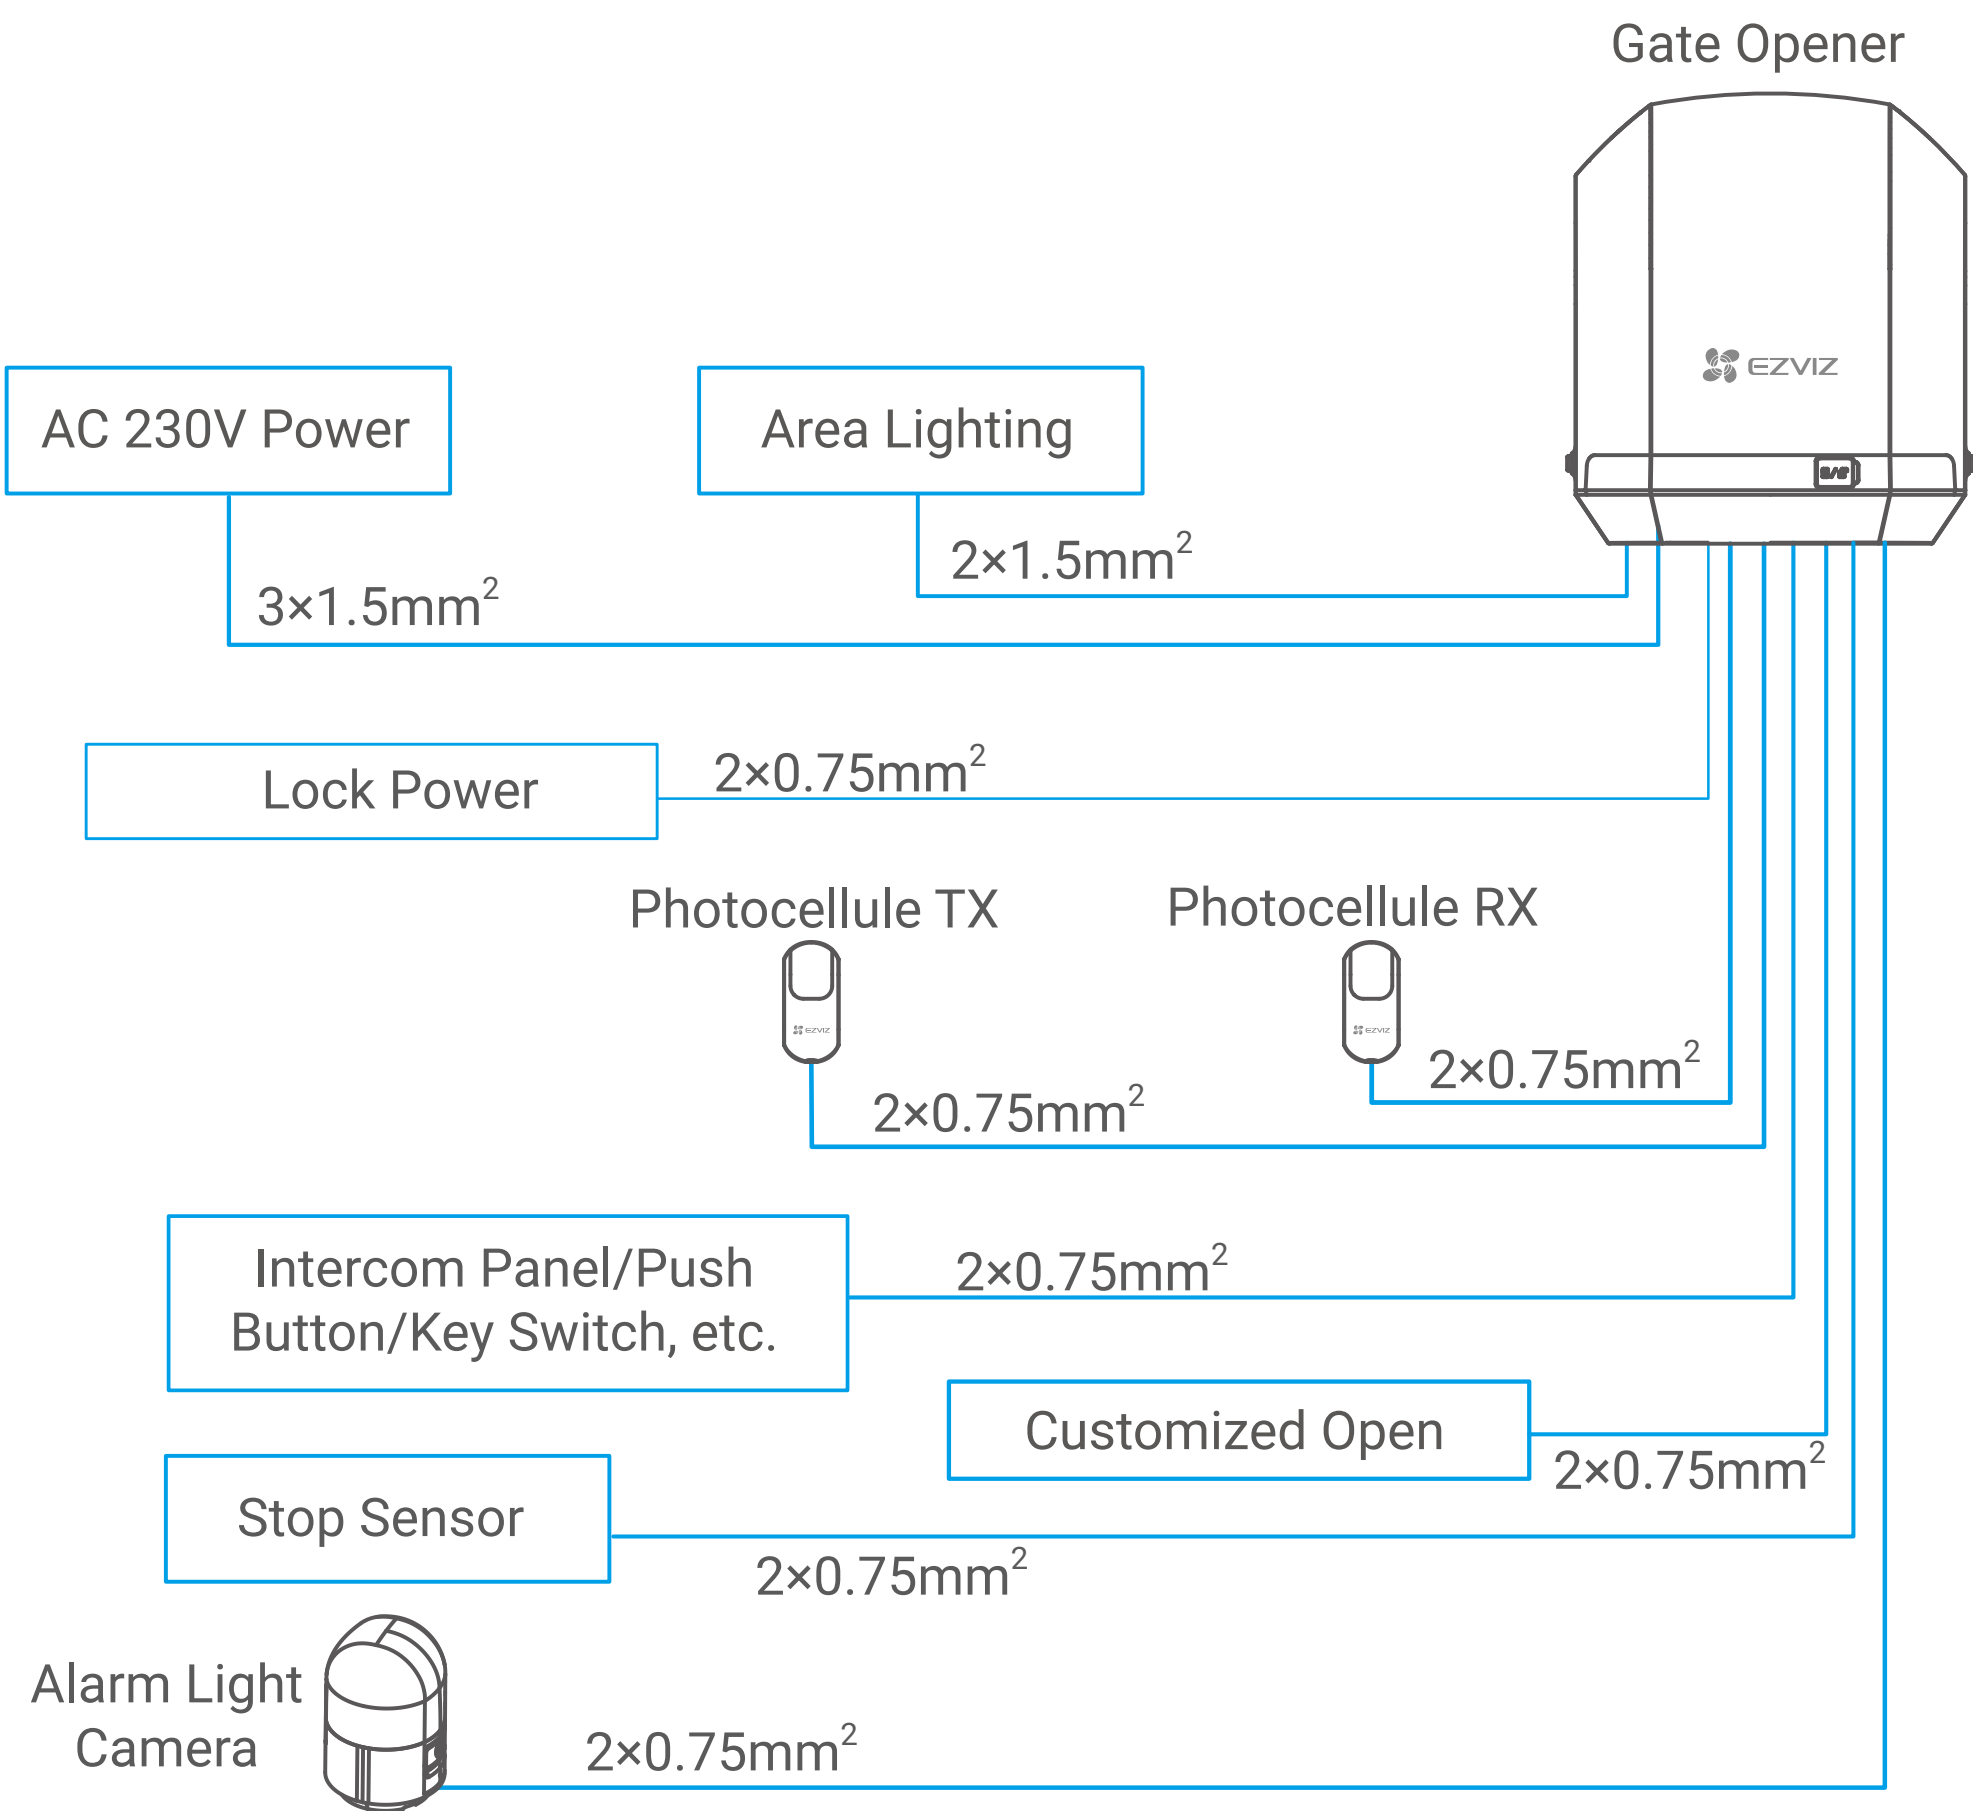 Gate Opener
EZVIZ
AC 230V Power
Area Lighting
2×1.5mm²
3×1.5mm²
Lock Power
2×0.75mm²
Photocellule TX
Photocellule RX
EZVIZ
EZVIZ
2×0.75mm²
2×0.75mm²
Intercom Panel/Push
Button/Key Switch, etc.
2×0.75mm²
Customized Open
2×0.75mm²
Stop Sensor
2×0.75mm²
Alarm Light
Camera
2×0.75mm²